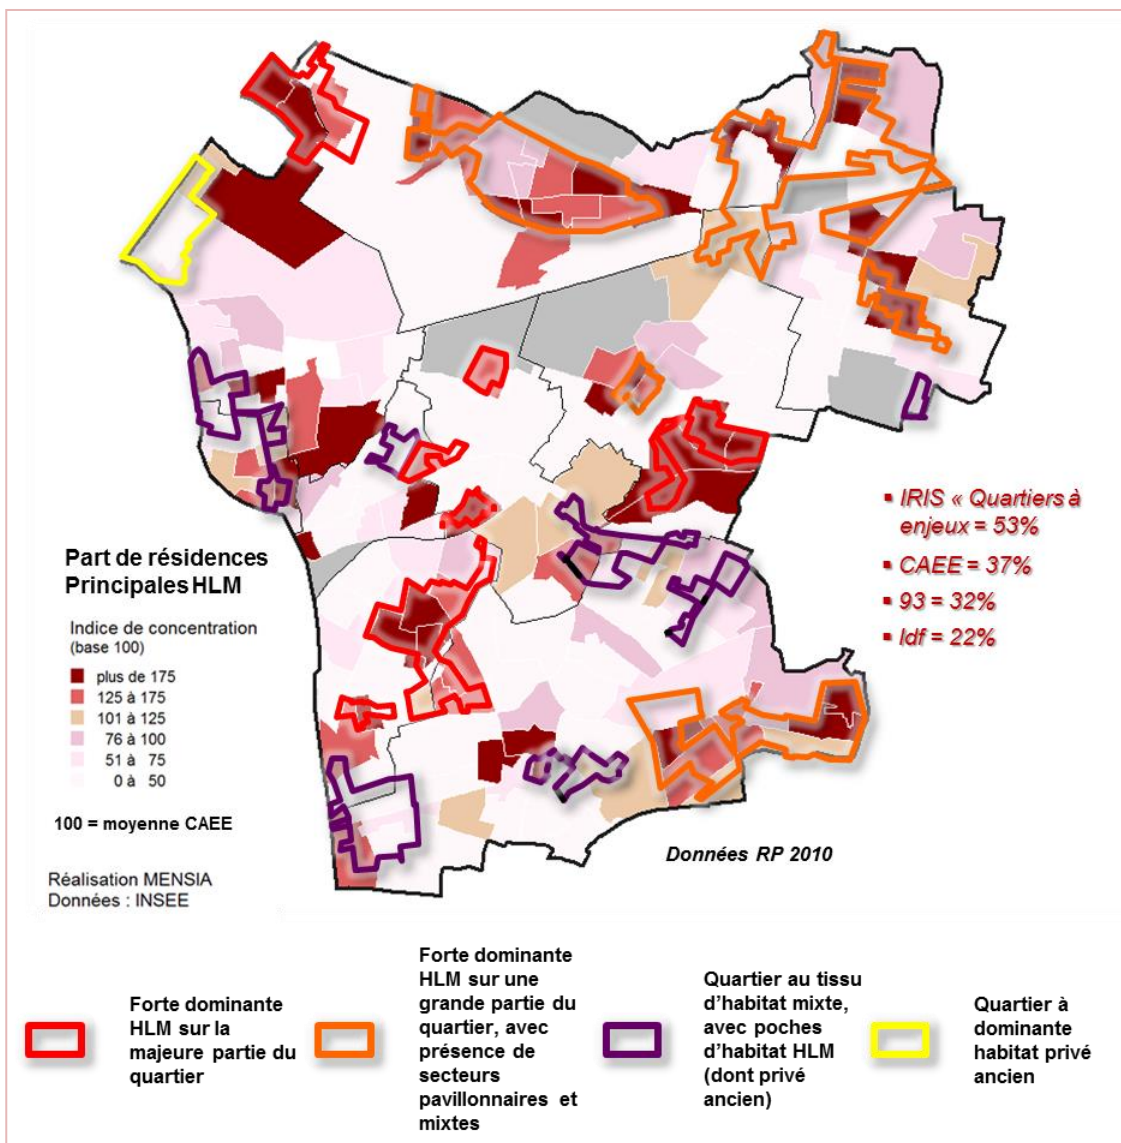 ▪ IRIS « Quartiers à
enjeux = 53%
▪ CAEE = 37%
▪ 93 = 32%
▪ Idf = 22%
Part de résidences
Principales HLM
Indice de concentration
(base 100)
plus de 175
125 à 175
101 à 125
76 à 100
51 à 75
0 à 50
100 = moyenne CAEE
Données RP 2010
Réalisation MENSIA
Données : INSEE
Forte dominante
HLM sur la
majeure partie du
quartier
Forte dominante
HLM sur une
grande partie du
quartier, avec
présence de
secteurs
pavillonnaires et
mixtes
Quartier au tissu
d'habitat mixte,
avec poches
d'habitat HLM
(dont privé
ancien)
Quartier à
dominante
habitat privé
ancien